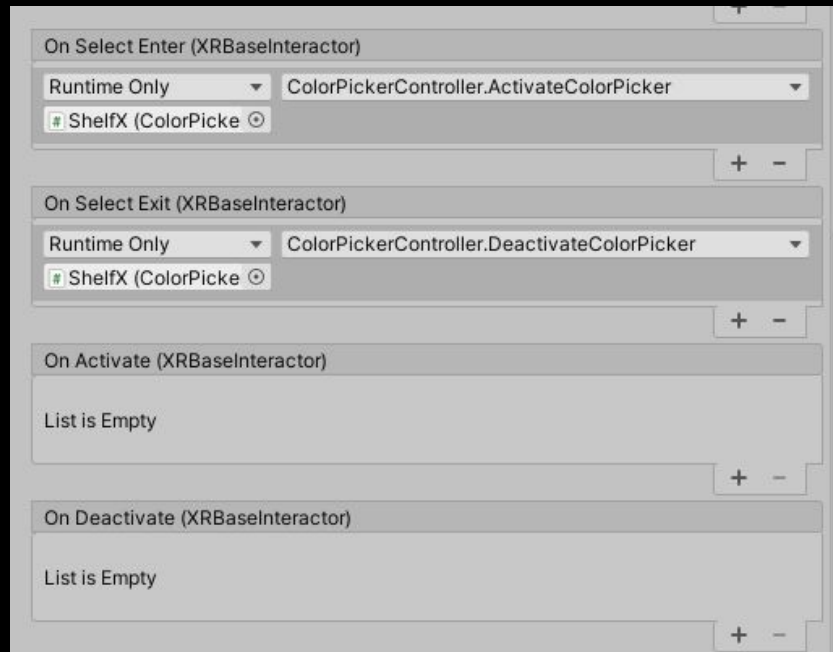 On Select Enter (XRBaseInteractor)
Runtime Only ColorPickerController.ActivateColorPicker
# ShelfX (ColorPicke
+ -
On Select Exit (XRBaseInteractor)
Runtime Only ColorPickerController.DeactivateColorPicker
# ShelfX (ColorPicke
+ -
On Activate (XRBaseInteractor)
List is Empty
+ -
On Deactivate (XRBaseInteractor)
List is Empty
+ -